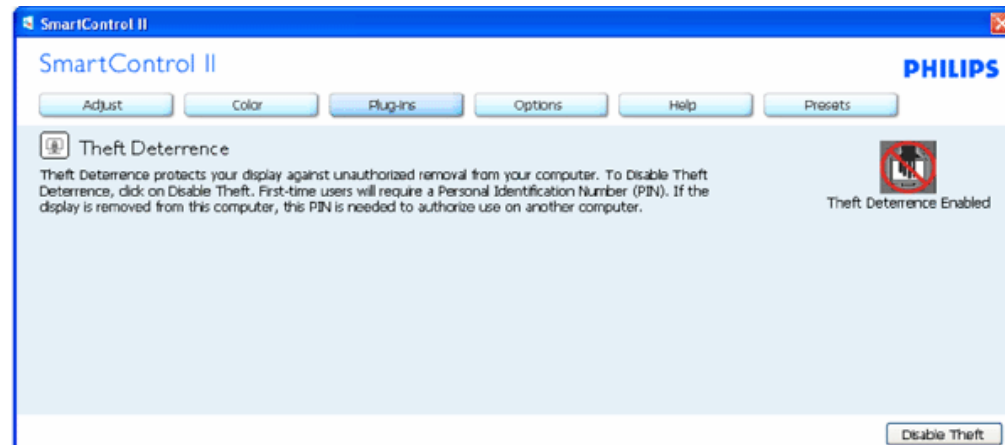 SmartControl II
SmartControl II
PHILIPS
Adjust Color Plug-Ins Options Help Presets
Theft Deterrence
Theft Deterrence protects your display against unauthorized removal from your computer. To Disable Theft
Deterrence, click on Disable Theft. First-time users will require a Personal Identification Number (PIN). If the
display is removed from this computer, this PIN is needed to authorize use on another computer.
Theft Deterrence Enabled
Disable Theft